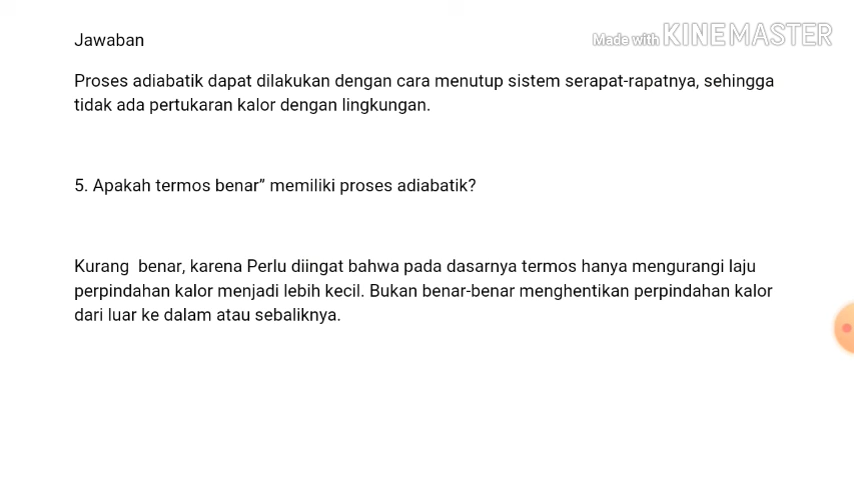 Jawaban
Made with KINEMASTER
Proses adiabatik dapat dilakukan dengan cara menutup sistem serapat-rapatnya, sehingga
tidak ada pertukaran kalor dengan lingkungan.
5. Apakah termos benar” memiliki proses adiabatik?
Kurang  benar, karena Perlu diingat bahwa pada dasarnya termos hanya mengurangi laju
perpindahan kalor menjadi lebih kecil. Bukan benar-benar menghentikan perpindahan kalor
dari luar ke dalam atau sebaliknya.